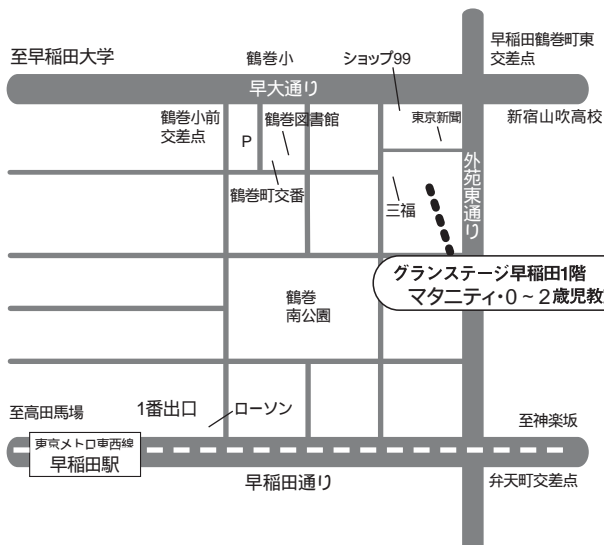 至早稲田大学
鶴巻小
ショップ99
早稲田鶴巻町東
交差点
早大通り
鶴巻小前
交差点
P
鶴巻図書館
東京新聞
新宿山吹高校
外苑東通り
鶴巻町交番
三福
グランステージ早稲田1階
マタニティ・0～2歳児教
鶴巻
南公園
至高田馬場
1番出口
ローソン
至神楽坂
東京メトロ東西線
早稲田駅
早稲田通り
弁天町交差点